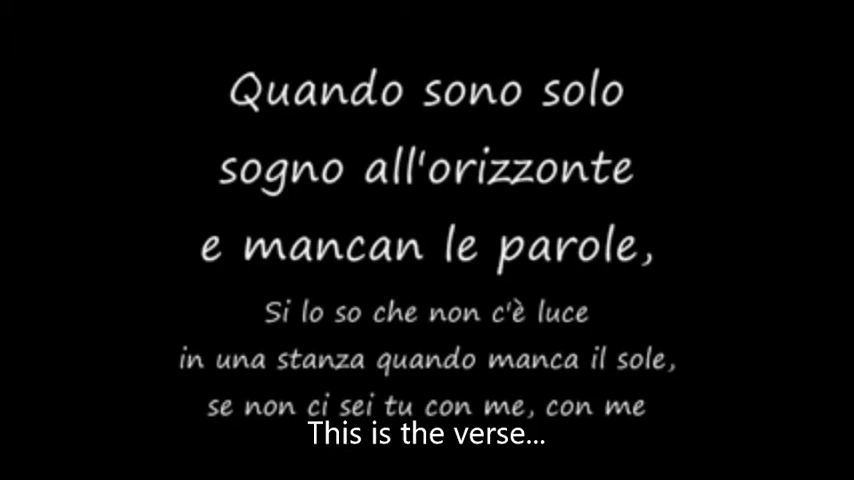 Quando sono solo
sogno all'orizzonte
e mancan le parole,
Si lo so che non c'è luce
in una stanza quando manca il sole,
se non ci sei tu con me, con me
This is the verse...